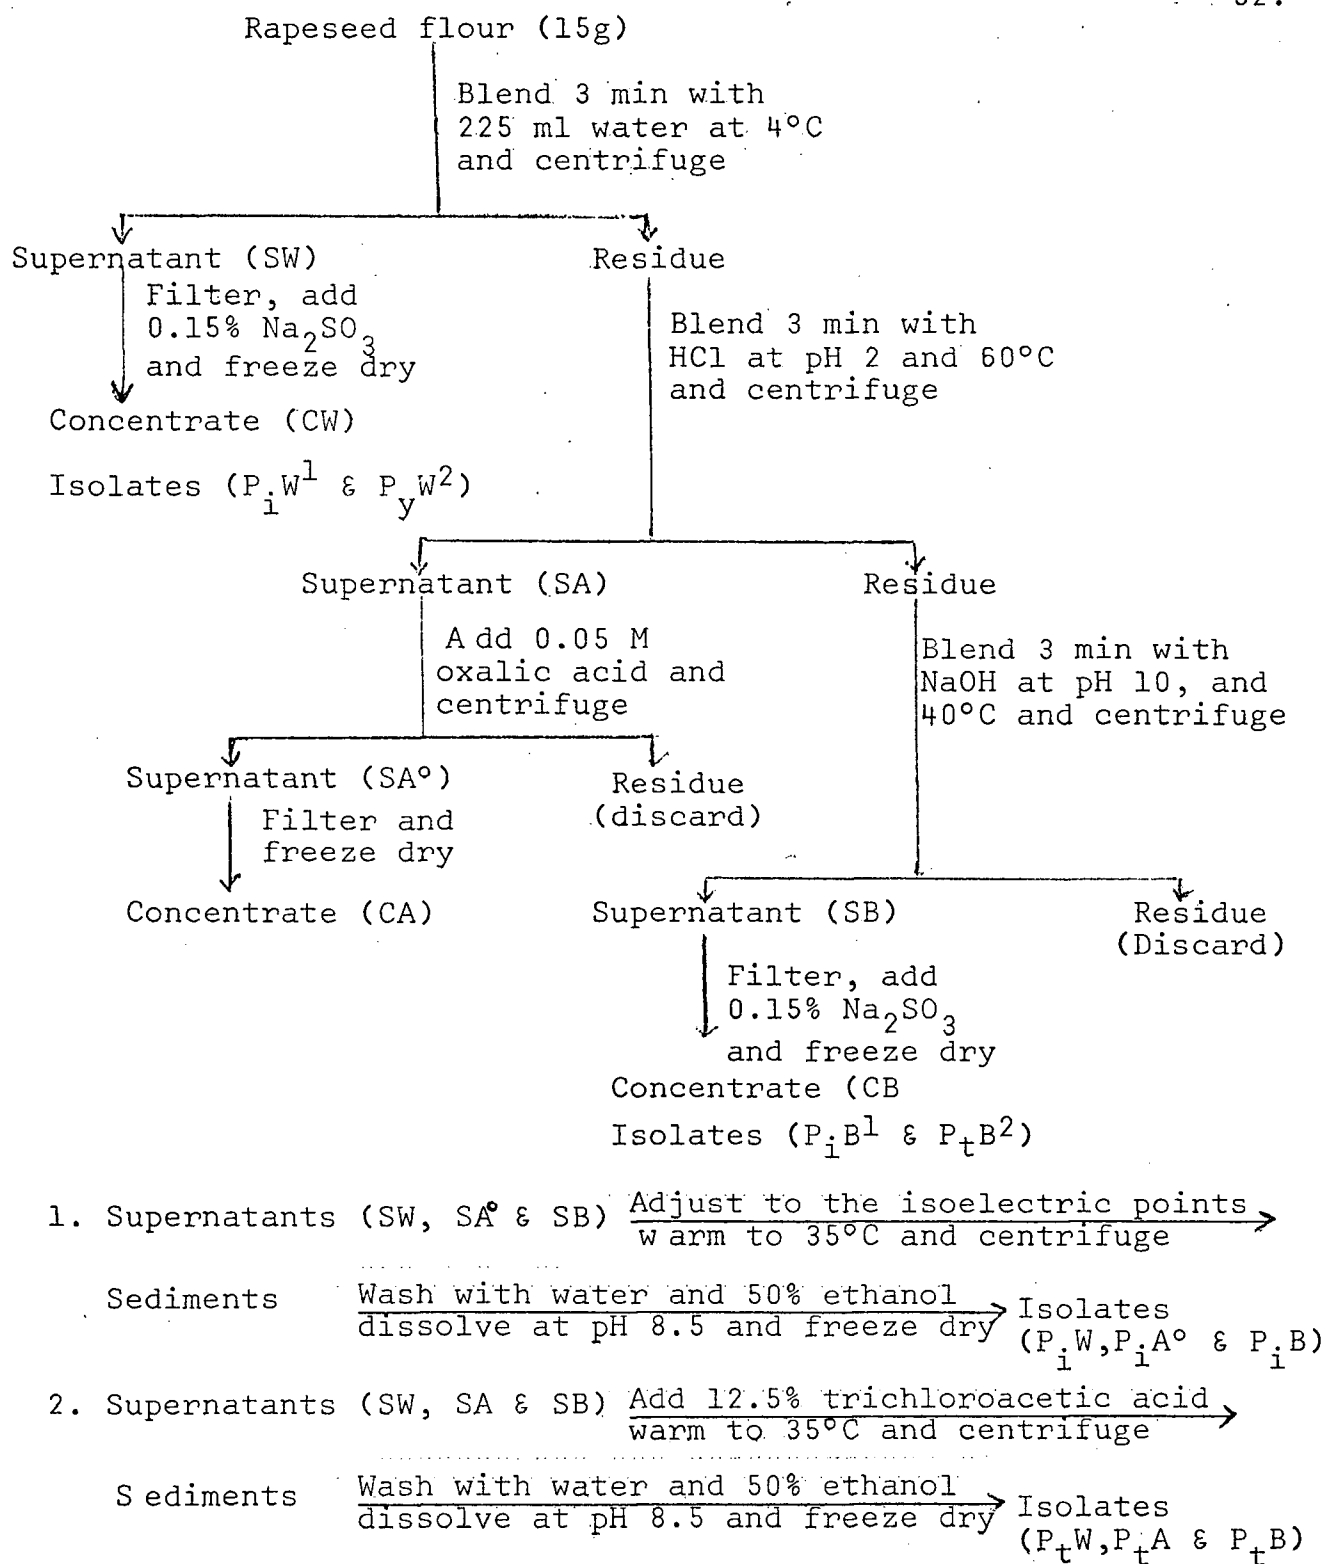 Rapeseed flour (15g)
Blend 3 min with
225 ml water at 4°C
and centrifuge
Supernatant (SW)
Residue
Filter, add
0.15% Na₂SO₃
and freeze dry
Concentrate (CW)
Isolates (PᵢW¹ & P_yW²)
Blend 3 min with
HCl at pH 2 and 60°C
and centrifuge
Supernatant (SA)
Residue
Add 0.05 M
oxalic acid and
centrifuge
Supernatant (SA°)
Residue
(discard)
Filter and
freeze dry
Concentrate (CA)
Blend 3 min with
NaOH at pH 10, and
40°C and centrifuge
Supernatant (SB)
Residue
(Discard)
Filter, add
0.15% Na₂SO₃
and freeze dry
Concentrate (CB
Isolates (PᵢB¹ & PₜB²)
1. Supernatants (SW, SA° & SB) Adjust to the isoelectric points
warm to 35°C and centrifuge
Sediments Wash with water and 50% ethanol
dissolve at pH 8.5 and freeze dry
Isolates
(PᵢW,PᵢA° & PᵢB)
2. Supernatants (SW, SA & SB) Add 12.5% trichloroacetic acid
warm to 35°C and centrifuge
Sediments Wash with water and 50% ethanol
dissolve at pH 8.5 and freeze dry
Isolates
(PₜW,PₜA & PₜB)